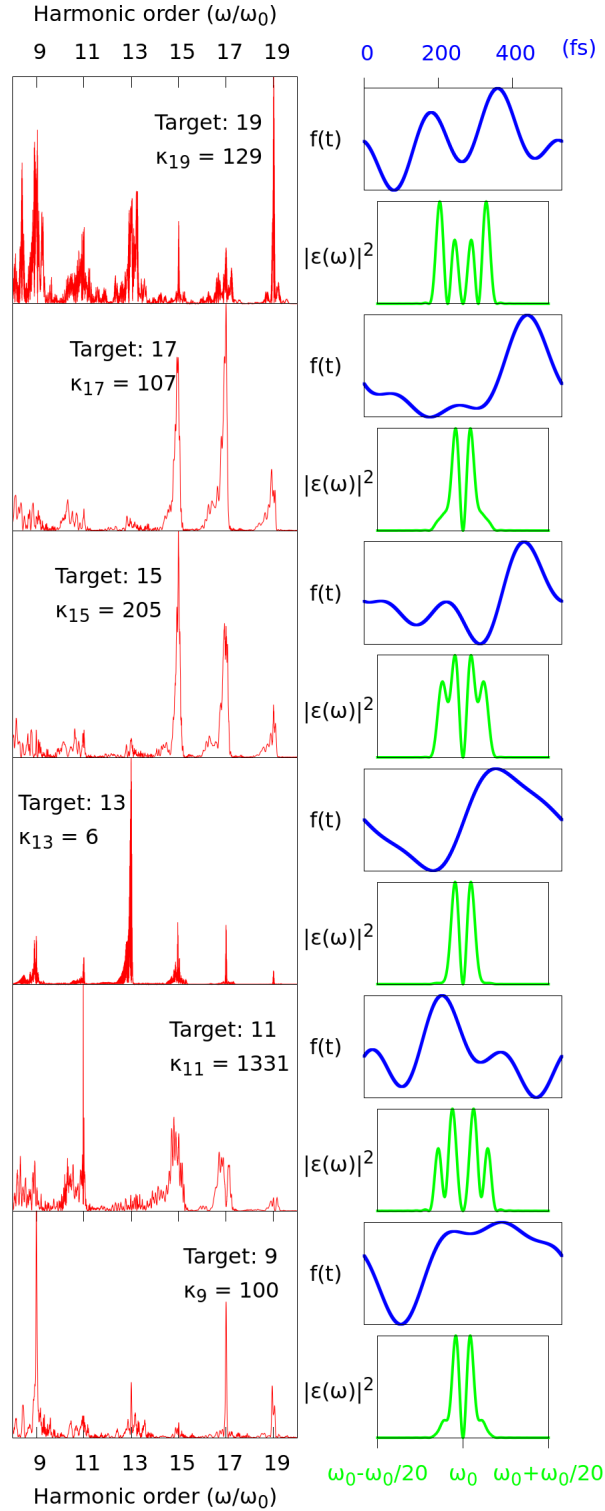 Harmonic order (ω/ω₀)
9 11 13 15 17 19
0 200 400 (fs)
Target: 19
κ₁₉ = 129
f(t)
|ε(ω)|²
Target: 17
κ₁₇ = 107
f(t)
|ε(ω)|²
Target: 15
κ₁₅ = 205
f(t)
|ε(ω)|²
Target: 13
κ₁₃ = 6
f(t)
|ε(ω)|²
Target: 11
κ₁₁ = 1331
f(t)
|ε(ω)|²
Target: 9
κ₉ = 100
f(t)
|ε(ω)|²
9 11 13 15 17 19
Harmonic order (ω/ω₀)
ω₀-ω₀/20 ω₀ ω₀+ω₀/20